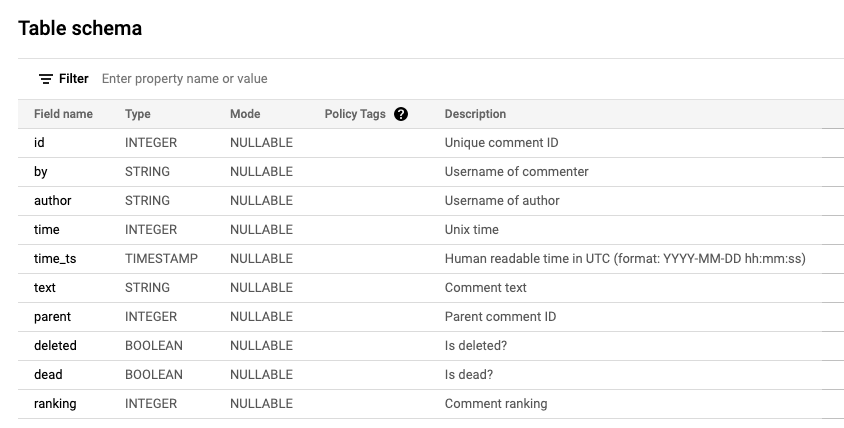 Table schema
Filter Enter property name or value
Field name Type Mode Policy Tags ? Description
id INTEGER NULLABLE Unique comment ID
by STRING NULLABLE Username of commenter
author STRING NULLABLE Username of author
time INTEGER NULLABLE Unix time
time_ts TIMESTAMP NULLABLE Human readable time in UTC (format: YYYY-MM-DD hh:mm:ss)
text STRING NULLABLE Comment text
parent INTEGER NULLABLE Parent comment ID
deleted BOOLEAN NULLABLE Is deleted?
dead BOOLEAN NULLABLE Is dead?
ranking INTEGER NULLABLE Comment ranking